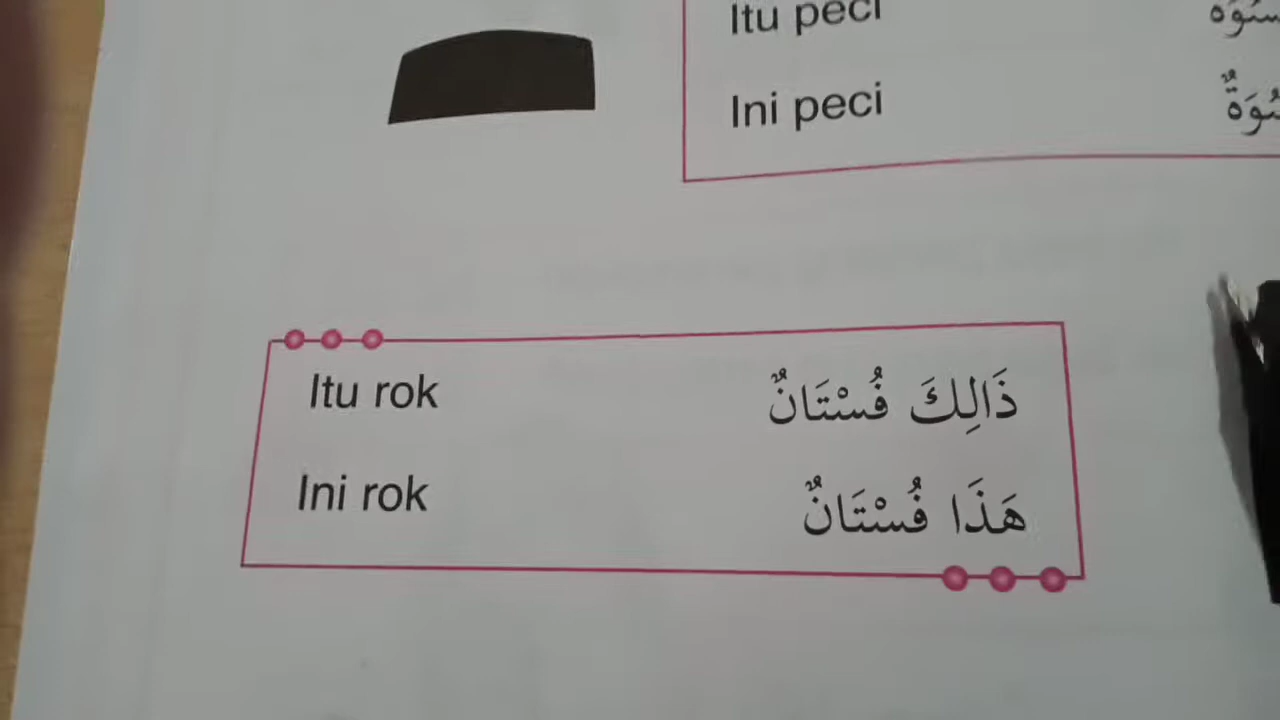 Itu peci
Ini peci
Itu rok ذَالِكَ فُسْتَانٌ
Ini rok هَذَا فُسْتَانٌ